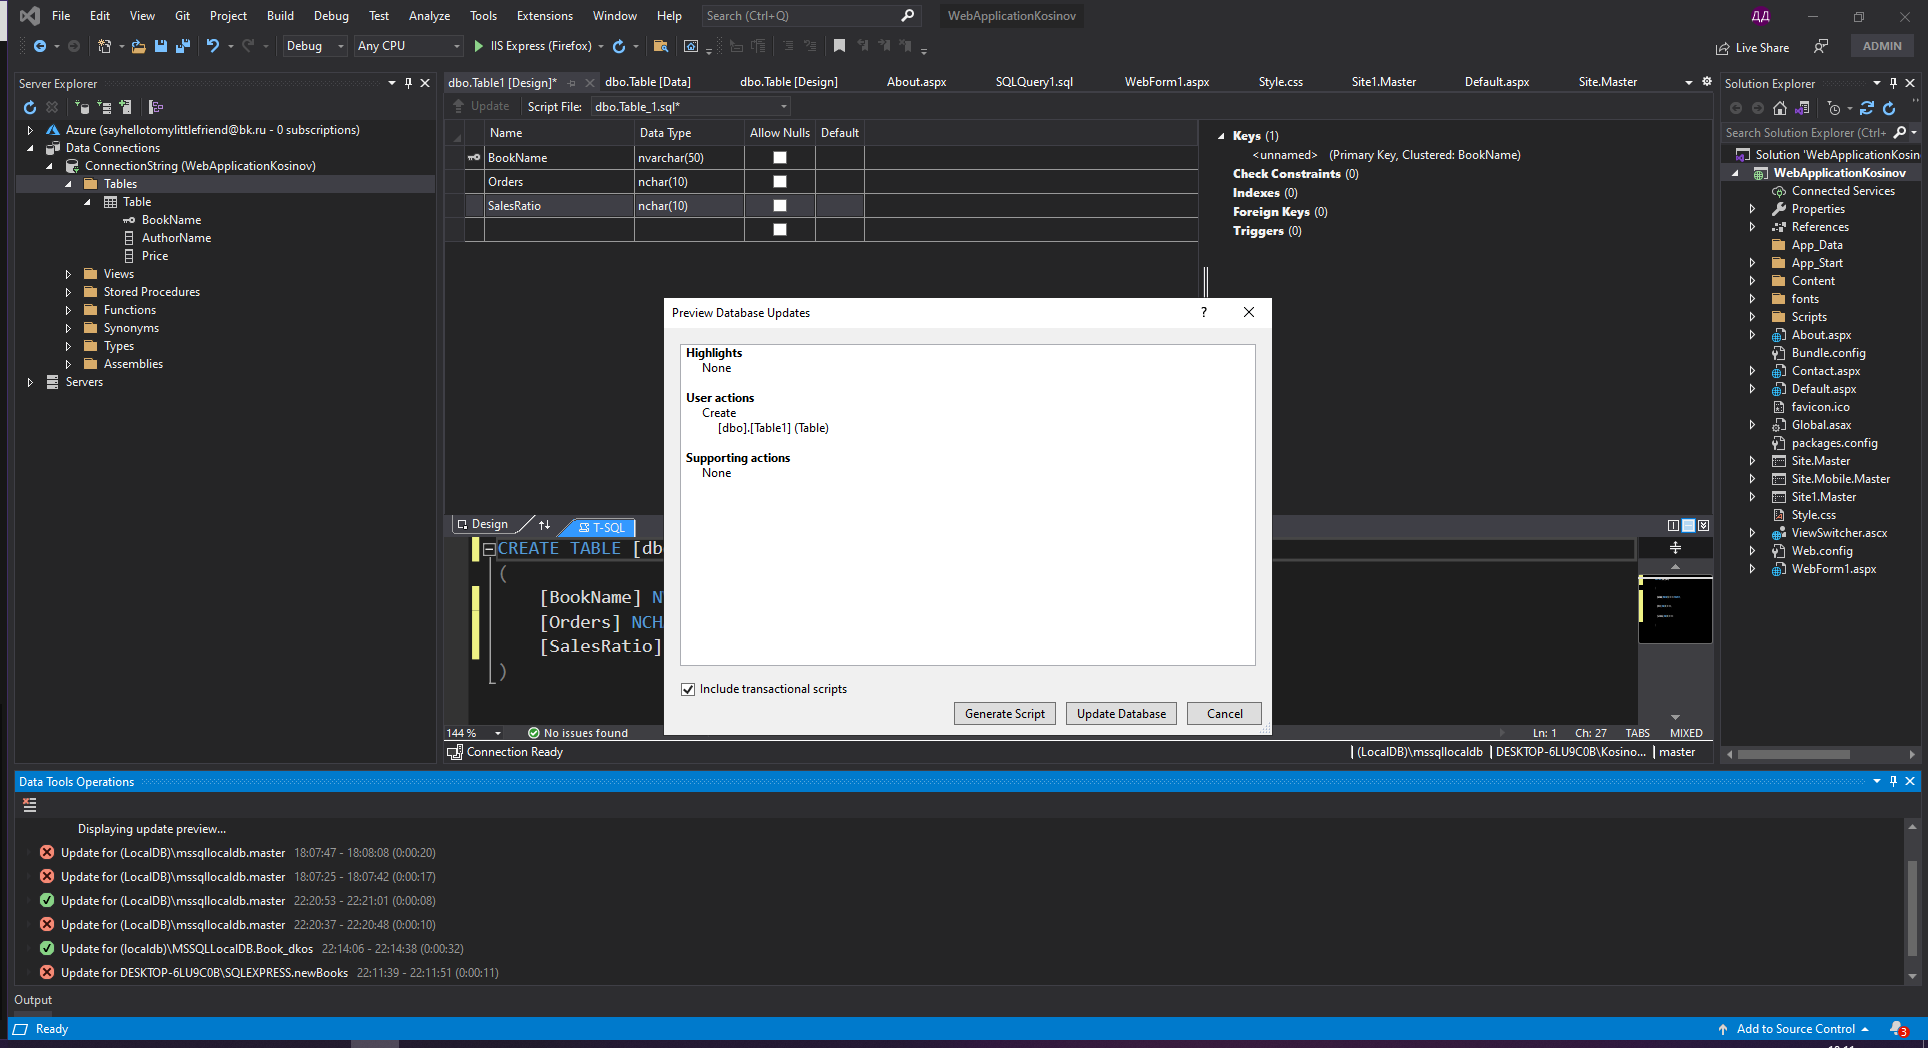 File Edit View Git Project Build Debug Test Analyze Tools Extensions Window Help Search (Ctrl+Q) WebApplicationKosinov ДД
Debug Any CPU IIS Express (Firefox) Live Share ADMIN
Server Explorer
Azure (sayhellotomylittlefriend@bk.ru - 0 subscriptions)
Data Connections
ConnectionString (WebApplicationKosinov)
Tables
Table
BookName
AuthorName
Price
Views
Stored Procedures
Functions
Synonyms
Types
Assemblies
Servers
dbo.Table1 [Design]* dbo.Table [Data] dbo.Table [Design] About.aspx SQLQuery1.sql WebForm1.aspx Style.css Site1.Master Default.aspx Site.Master
Update Script File: dbo.Table_1.sql*
Name Data Type Allow Nulls Default
BookName nvarchar(50)
Orders nchar(10)
SalesRatio nchar(10)
Keys (1)
<unnamed> (Primary Key, Clustered: BookName)
Check Constraints (0)
Indexes (0)
Foreign Keys (0)
Triggers (0)
Preview Database Updates ?
Highlights
None
User actions
Create
[dbo].[Table1] (Table)
Supporting actions
None
Include transactional scripts
Generate Script Update Database Cancel
Design T-SQL
CREATE TABLE [dbo
(
[BookName] N
[Orders] NCH
[SalesRatio]
)
144 % No issues found Ln: 1 Ch: 27 TABS MIXED
Connection Ready (LocalDB)\mssqllocaldb DESKTOP-6LU9C0B\Kosino... master
Solution Explorer
Search Solution Explorer (Ctrl+
Solution 'WebApplicationKosin
WebApplicationKosinov
Connected Services
Properties
References
App_Data
App_Start
Content
fonts
Scripts
About.aspx
Bundle.config
Contact.aspx
Default.aspx
favicon.ico
Global.asax
packages.config
Site.Master
Site.Mobile.Master
Site1.Master
Style.css
ViewSwitcher.ascx
Web.config
WebForm1.aspx
Data Tools Operations
Displaying update preview...
Update for (LocalDB)\mssqllocaldb.master 18:07:47 - 18:08:08 (0:00:20)
Update for (LocalDB)\mssqllocaldb.master 18:07:25 - 18:07:42 (0:00:17)
Update for (LocalDB)\mssqllocaldb.master 22:20:53 - 22:21:01 (0:00:08)
Update for (LocalDB)\mssqllocaldb.master 22:20:37 - 22:20:48 (0:00:10)
Update for (localdb)\MSSQLLocalDB.Book_dkos 22:14:06 - 22:14:38 (0:00:32)
Update for DESKTOP-6LU9C0B\SQLEXPRESS.newBooks 22:11:39 - 22:11:51 (0:00:11)
Output
Ready Add to Source Control 3